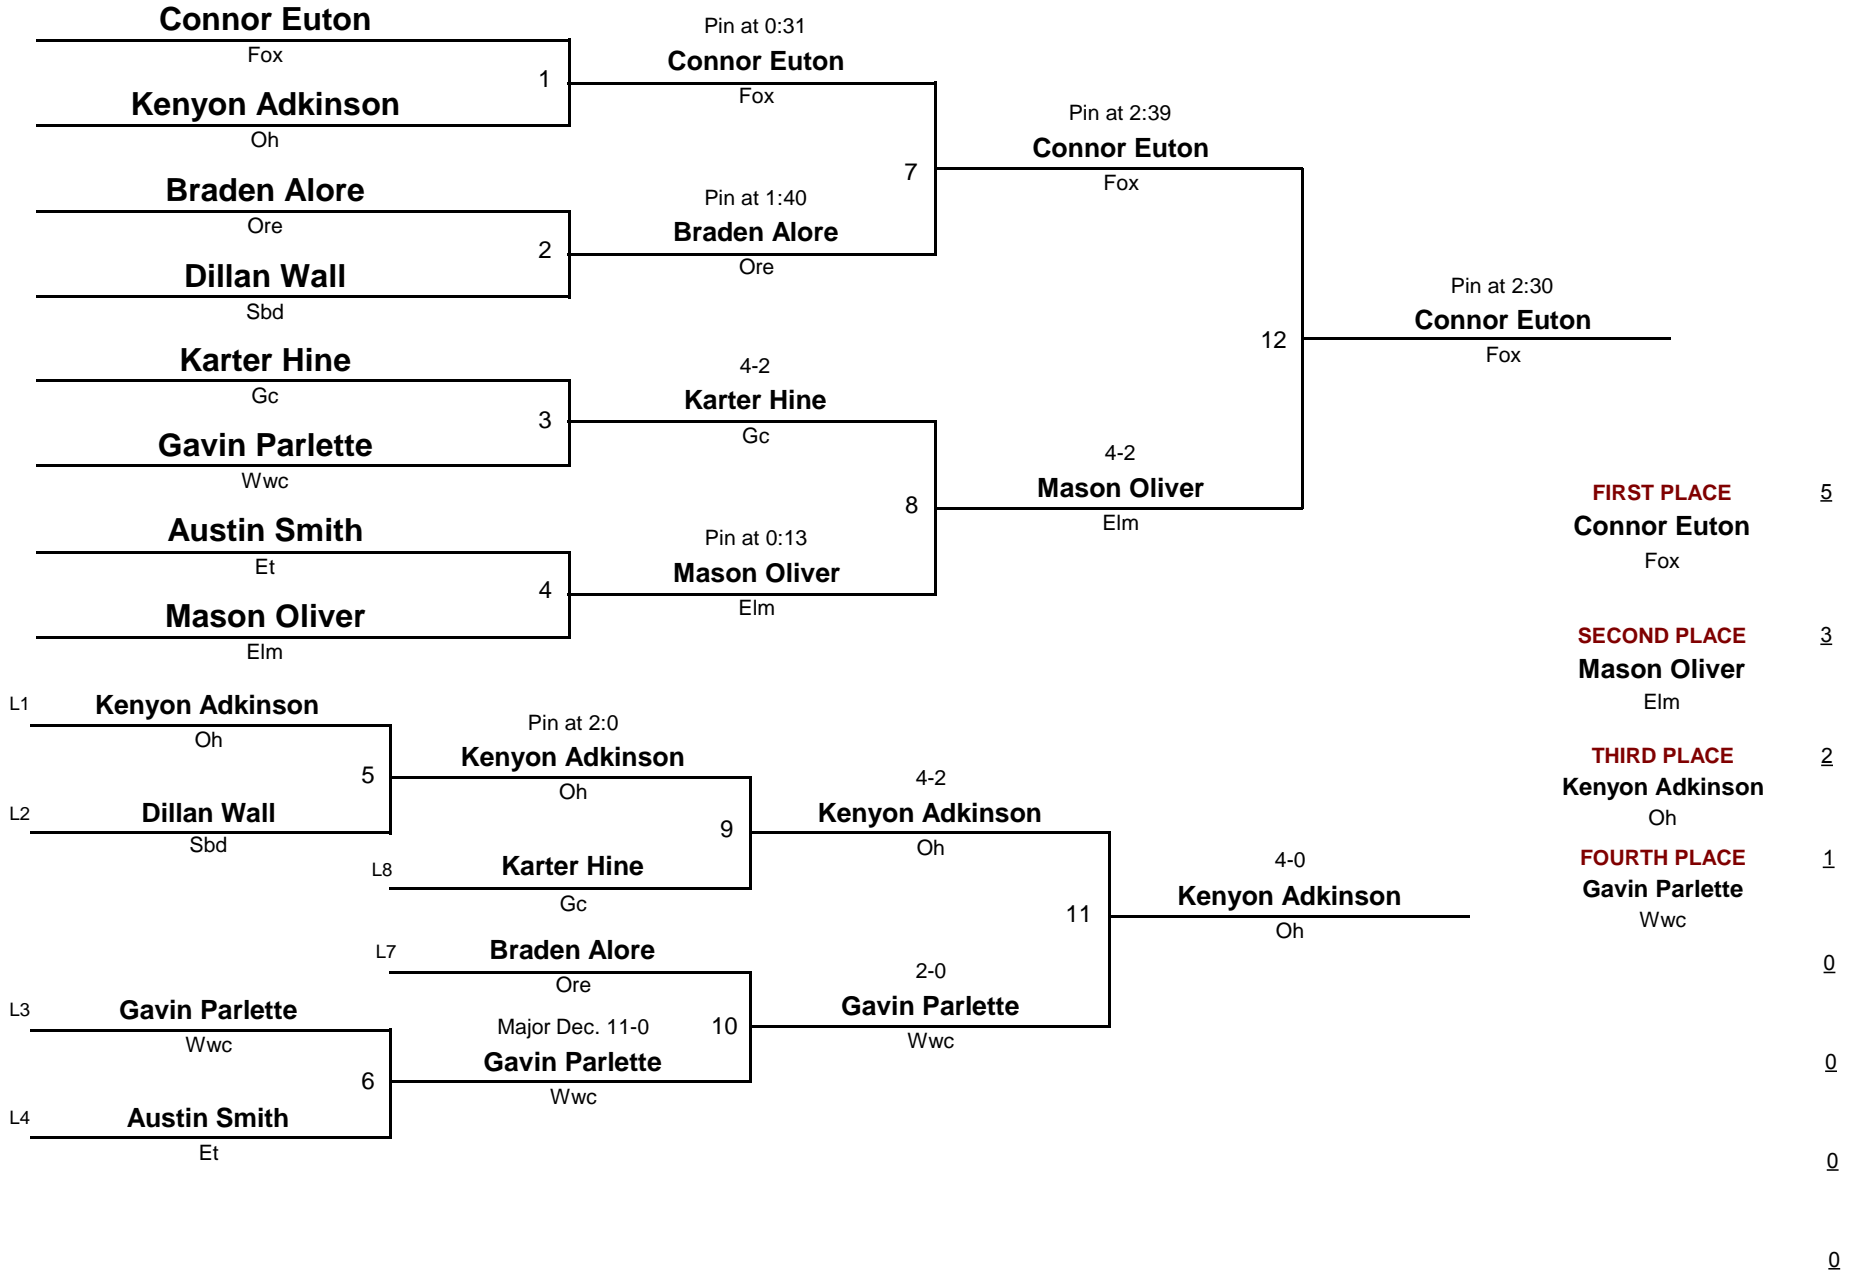 Connor Euton
Fox
1
Kenyon Adkinson
Oh
Braden Alore
Ore
2
Dillan Wall
Sbd
Karter Hine
Gc
3
Gavin Parlette
Wwc
Austin Smith
Et
4
Mason Oliver
Elm
Pin at 0:31
Connor Euton
Fox
7
Pin at 1:40
Braden Alore
Ore
4-2
Karter Hine
Gc
8
Pin at 0:13
Mason Oliver
Elm
Pin at 2:39
Connor Euton
Fox
12
4-2
Mason Oliver
Elm
Pin at 2:30
Connor Euton
Fox
L1 Kenyon Adkinson
Oh
5
L2 Dillan Wall
Sbd
L3 Gavin Parlette
Wwc
6
L4 Austin Smith
Et
Pin at 2:0
Kenyon Adkinson
Oh
9
L8 Karter Hine
Gc
L7 Braden Alore
Ore
Major Dec. 11-0 10
Gavin Parlette
Wwc
4-2
Kenyon Adkinson
Oh
11
2-0
Gavin Parlette
Wwc
4-0
Kenyon Adkinson
Oh
FIRST PLACE 5
Connor Euton
Fox
SECOND PLACE 3
Mason Oliver
Elm
THIRD PLACE 2
Kenyon Adkinson
Oh
FOURTH PLACE 1
Gavin Parlette
Wwc
0
0
0
0